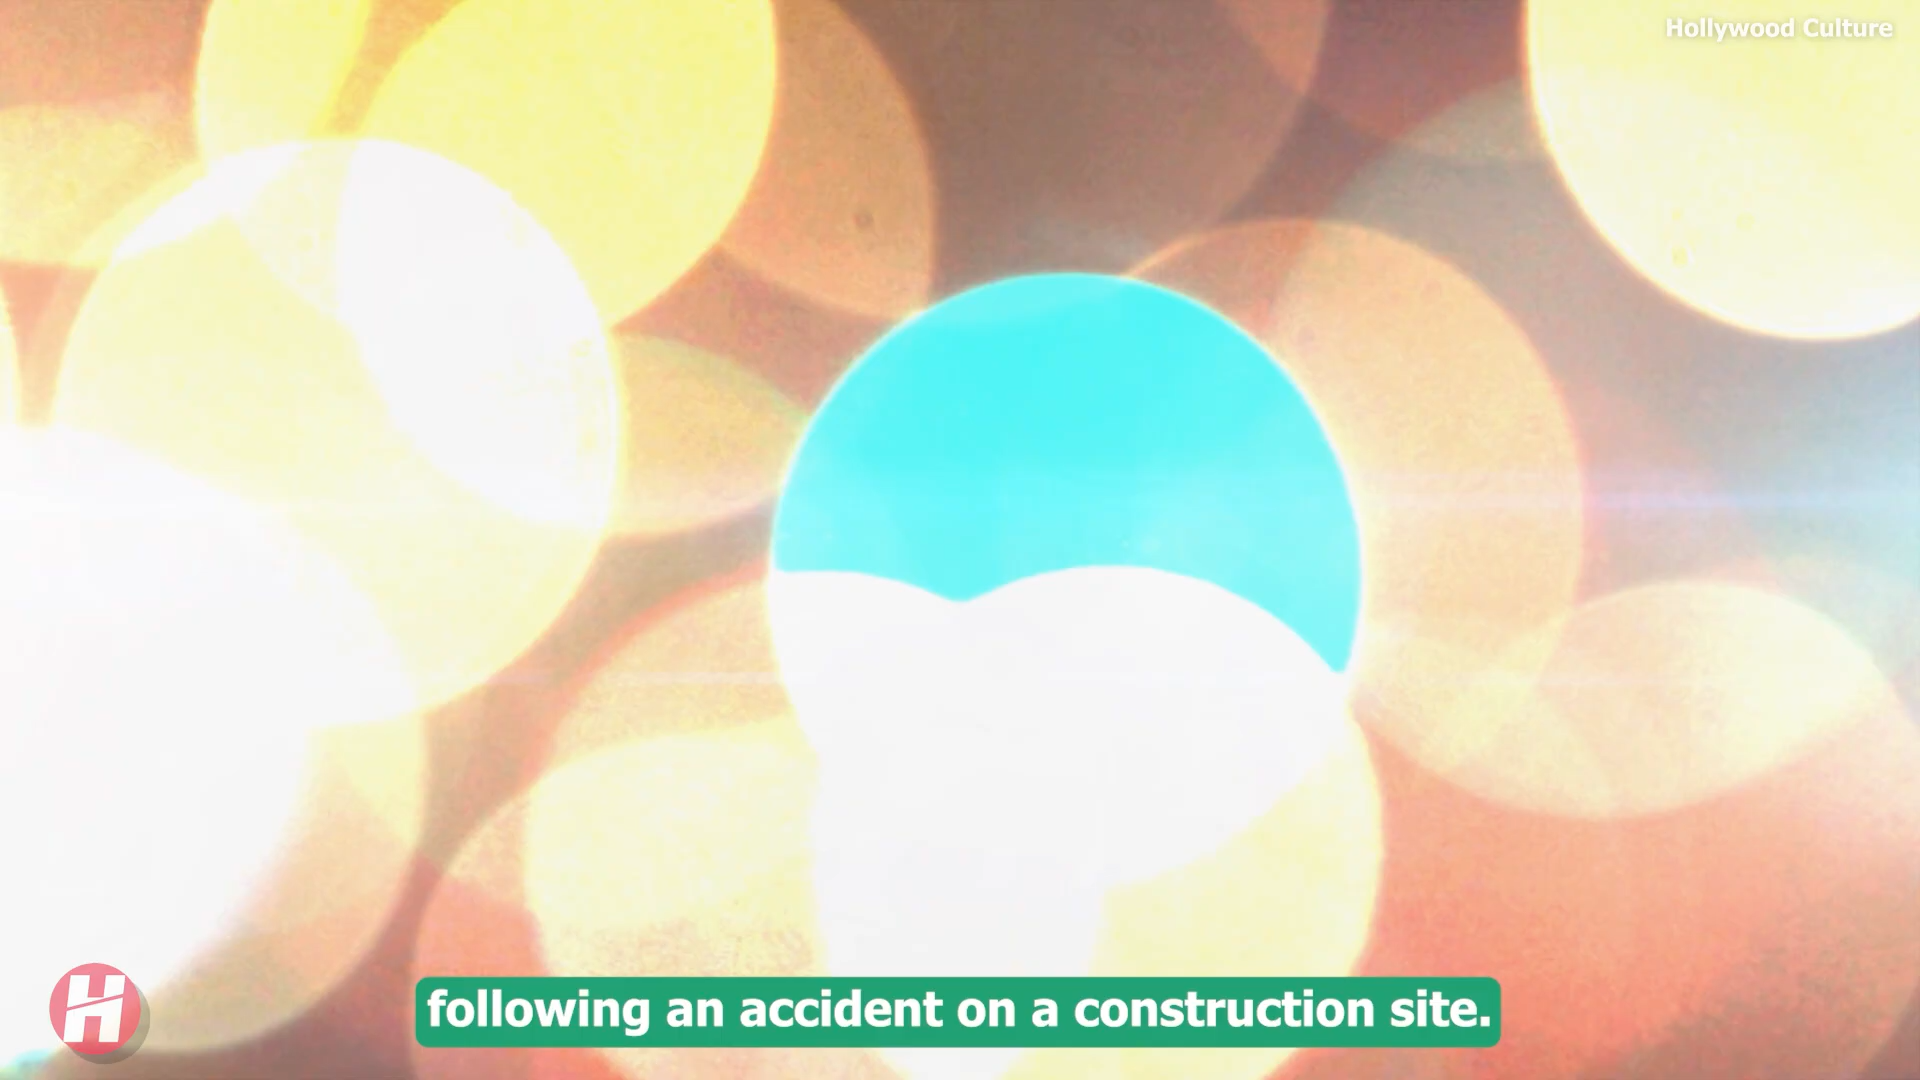 Hollywood Culture
H
following an accident on a construction site.